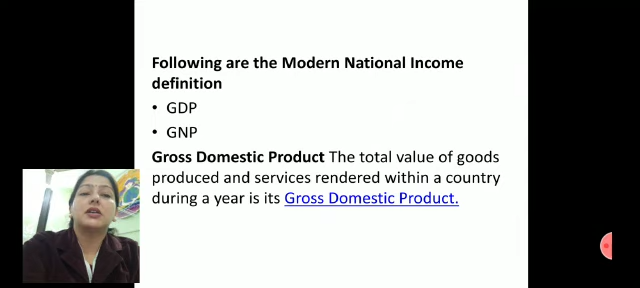 Following are the Modern National Income
definition
• GDP
• GNP
Gross Domestic Product The total value of goods
produced and services rendered within a country
during a year is its Gross Domestic Product.